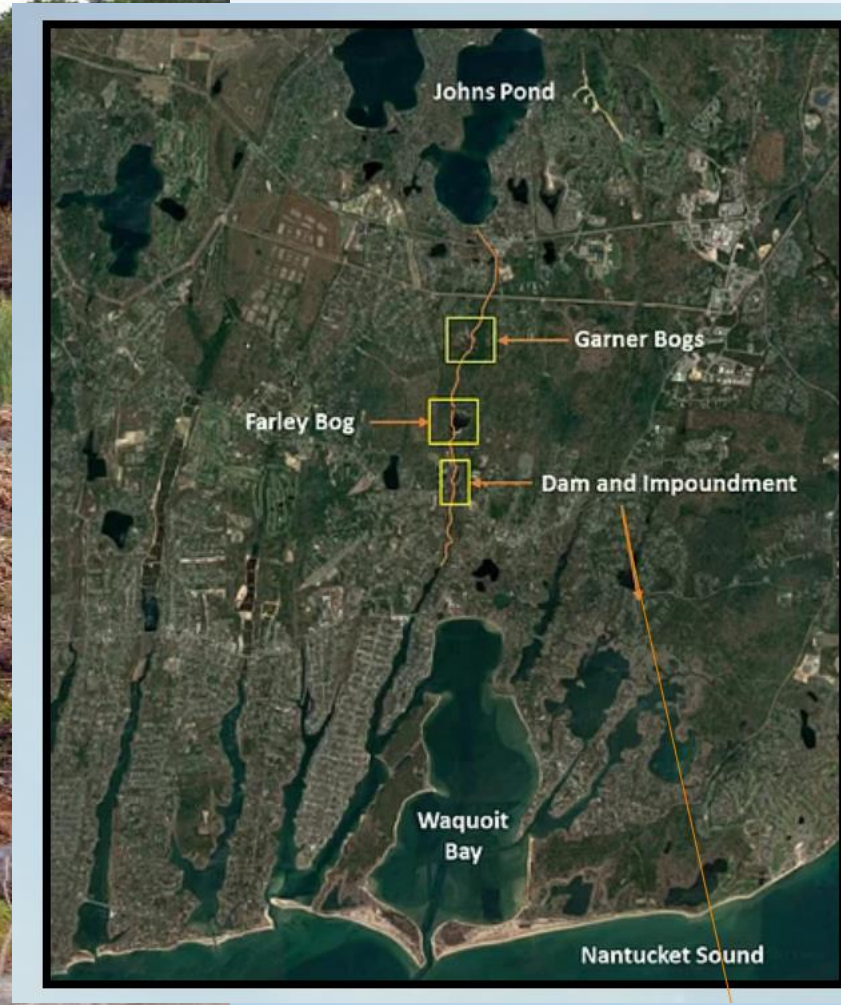 Johns Pond
Garner Bogs
Farley Bog
Dam and Impoundment
Waquoit
Bay
Nantucket Sound